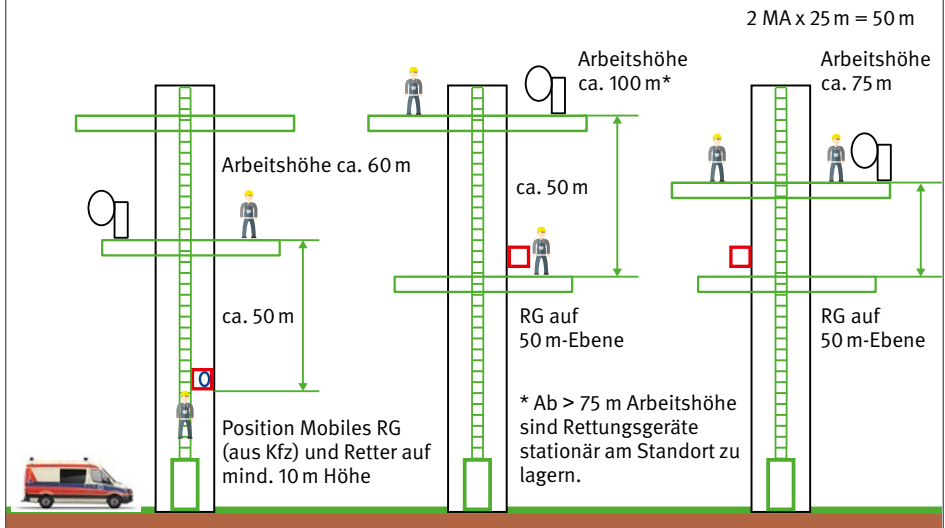 2 MA x 25 m = 50 m
Arbeitshöhe ca. 60 m
ca. 50 m
Position Mobiles RG
(aus Kfz) und Retter auf
mind. 10 m Höhe
Arbeitshöhe
ca. 100 m*
ca. 50 m
RG auf
50 m-Ebene
* Ab > 75 m Arbeitshöhe
sind Rettungsgeräte
stationär am Standort zu
lagern.
Arbeitshöhe
ca. 75 m
RG auf
50 m-Ebene